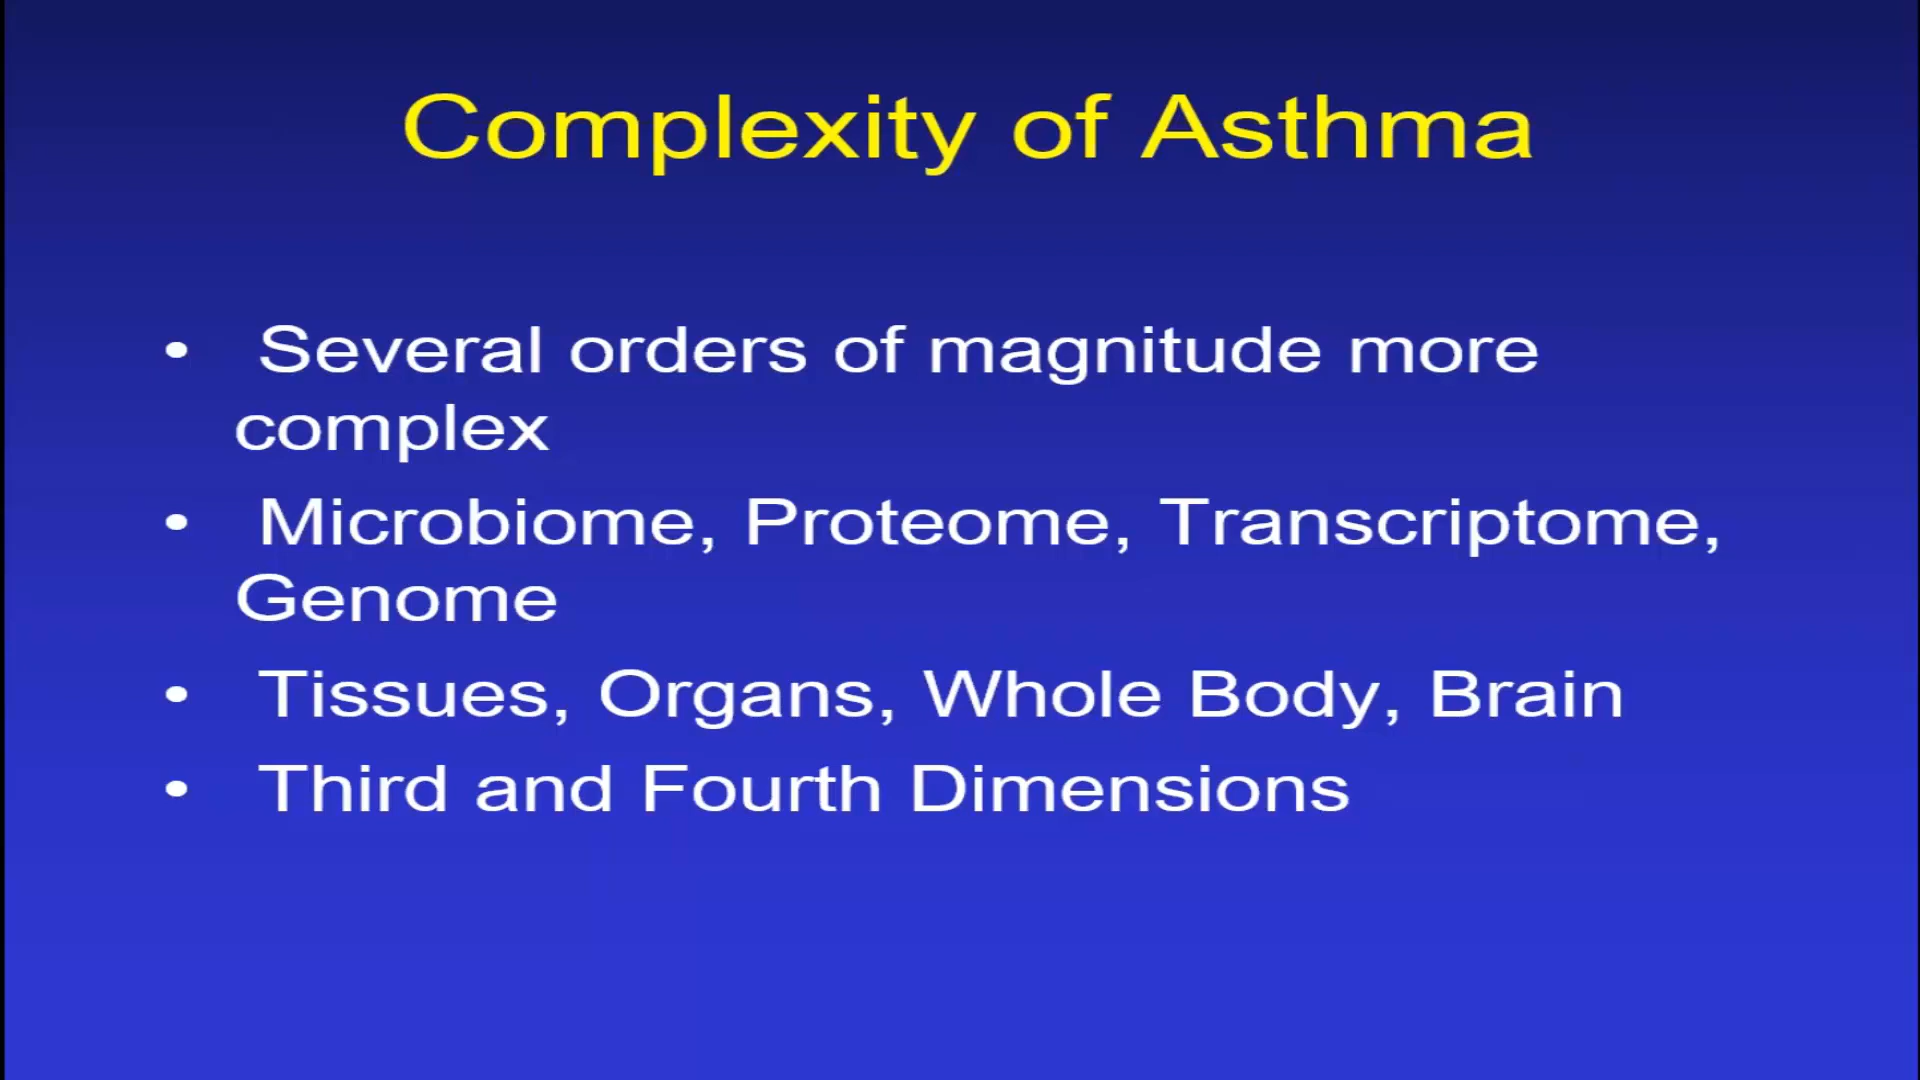 Complexity of Asthma
• Several orders of magnitude more
complex
• Microbiome, Proteome, Transcriptome,
Genome
• Tissues, Organs, Whole Body, Brain
• Third and Fourth Dimensions